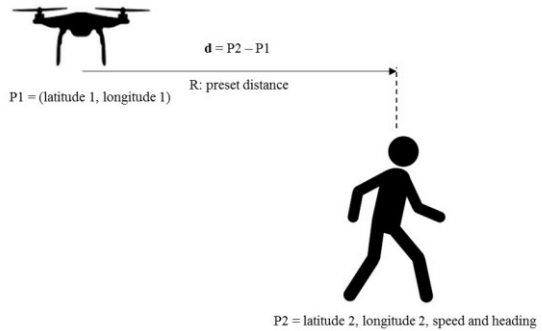 d = P2 – P1
R: preset distance
P1 = (latitude 1, longitude 1)
P2 = latitude 2, longitude 2, speed and heading